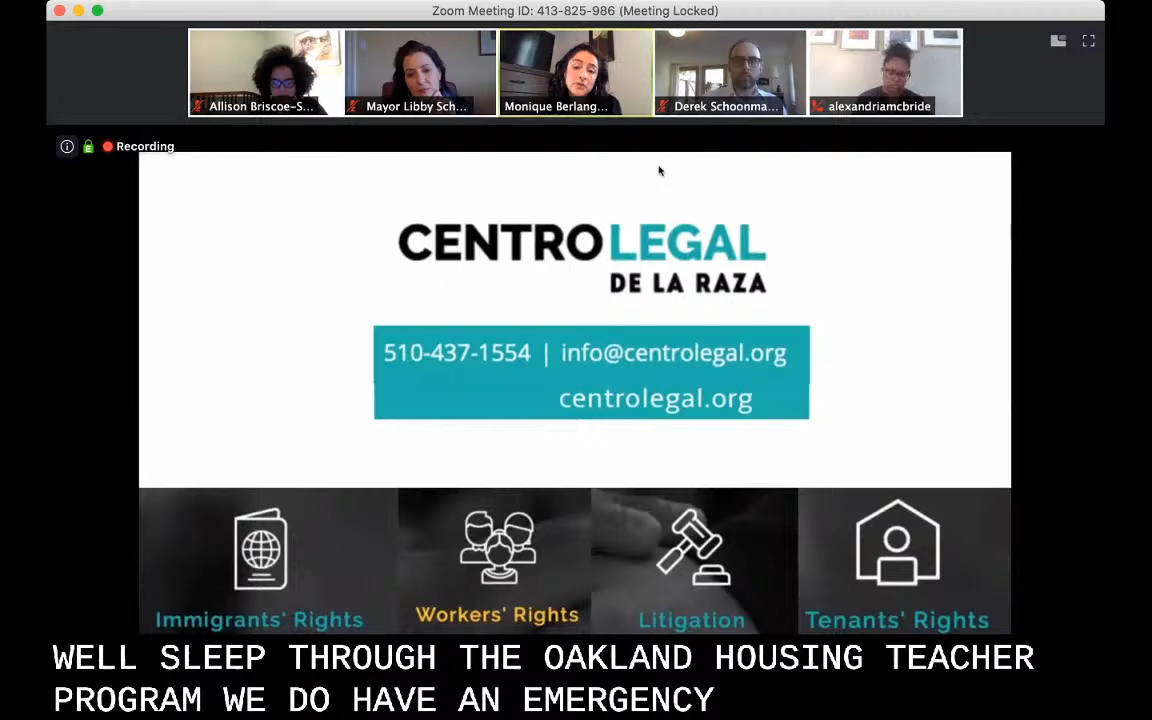 Zoom Meeting ID: 413-825-986 (Meeting Locked)
Allison Briscoe-S...
Mayor Libby Sch...
Monique Berlang...
Derek Schoonma...
alexandriamcbride
Recording
CENTRO LEGAL
DE LA RAZA
510-437-1554 | info@centrolegal.org
centrolegal.org
Immigrants' Rights
Workers' Rights
Litigation
Tenants' Rights
WELL SLEEP THROUGH THE OAKLAND HOUSING TEACHER
PROGRAM WE DO HAVE AN EMERGENCY